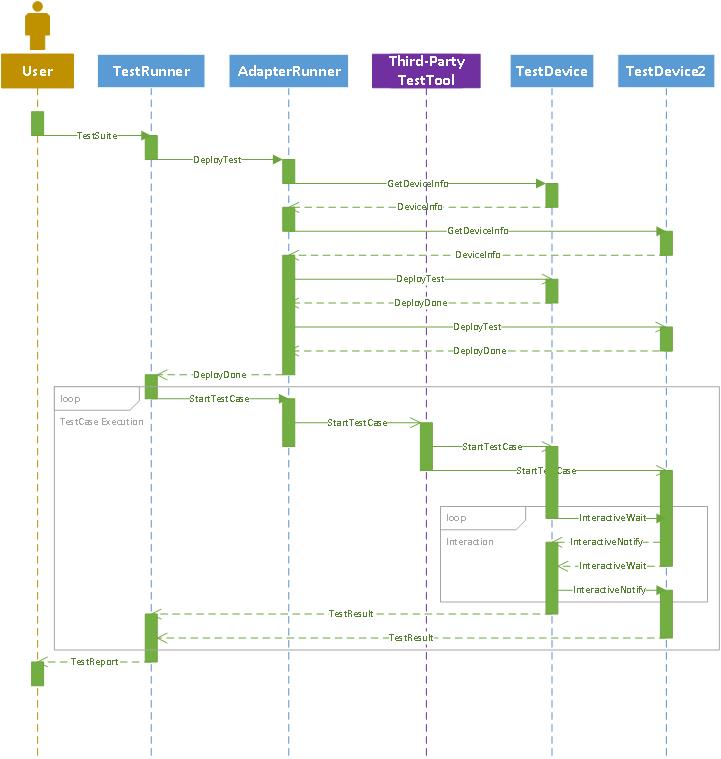 User
TestRunner
AdapterRunner
Third-Party
TestTool
TestDevice
TestDevice2
TestSuite
DeployTest
GetDeviceInfo
DeviceInfo
GetDeviceInfo
DeviceInfo
DeployTest
DeployDone
DeployTest
DeployDone
DeployDone
loop
StartTestCase
TestCase Execution
StartTestCase
StartTestCase
StartTestCase
loop
InteractiveWait
Interaction
InteractiveNotify
InteractiveWait
InteractiveNotify
TestResult
TestResult
TestReport